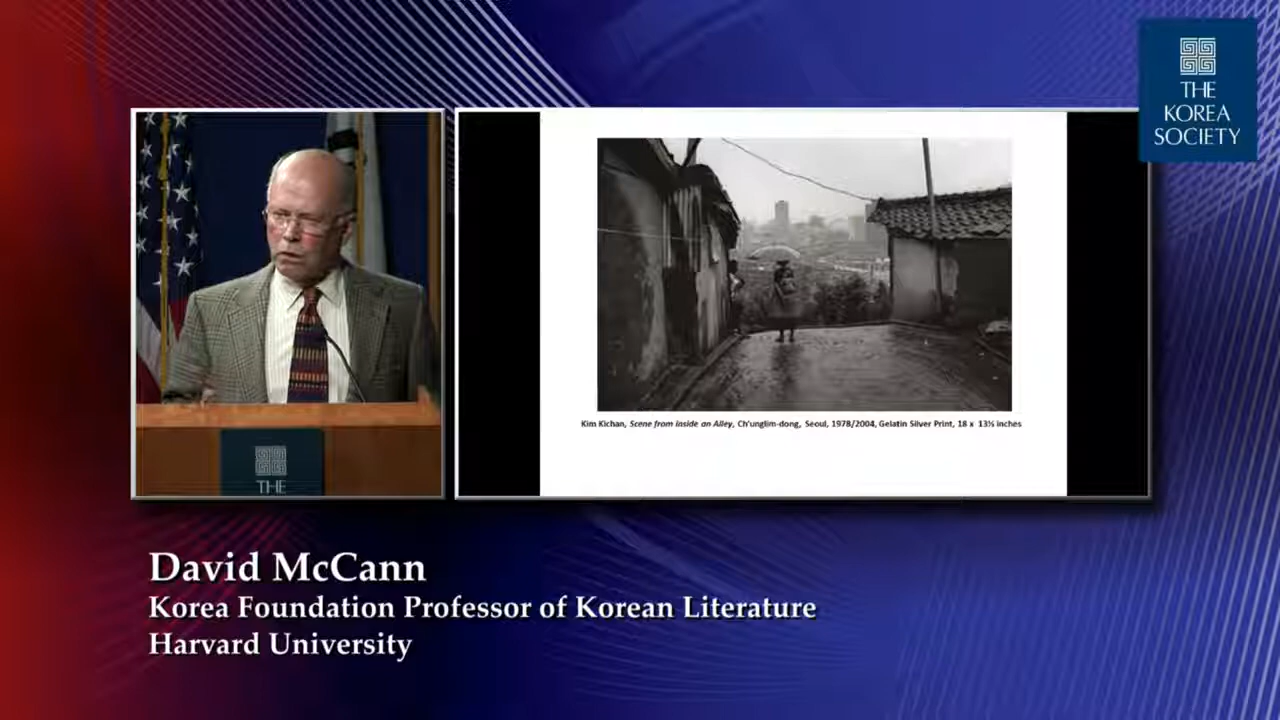 THE
KOREA
SOCIETY
Kim Kichan, Scene from Inside an Alley, Ch'unglim-dong, Seoul, 1978/2004, Gelatin Silver Print, 18 x 13½ inches
THE
David McCann
Korea Foundation Professor of Korean Literature
Harvard University